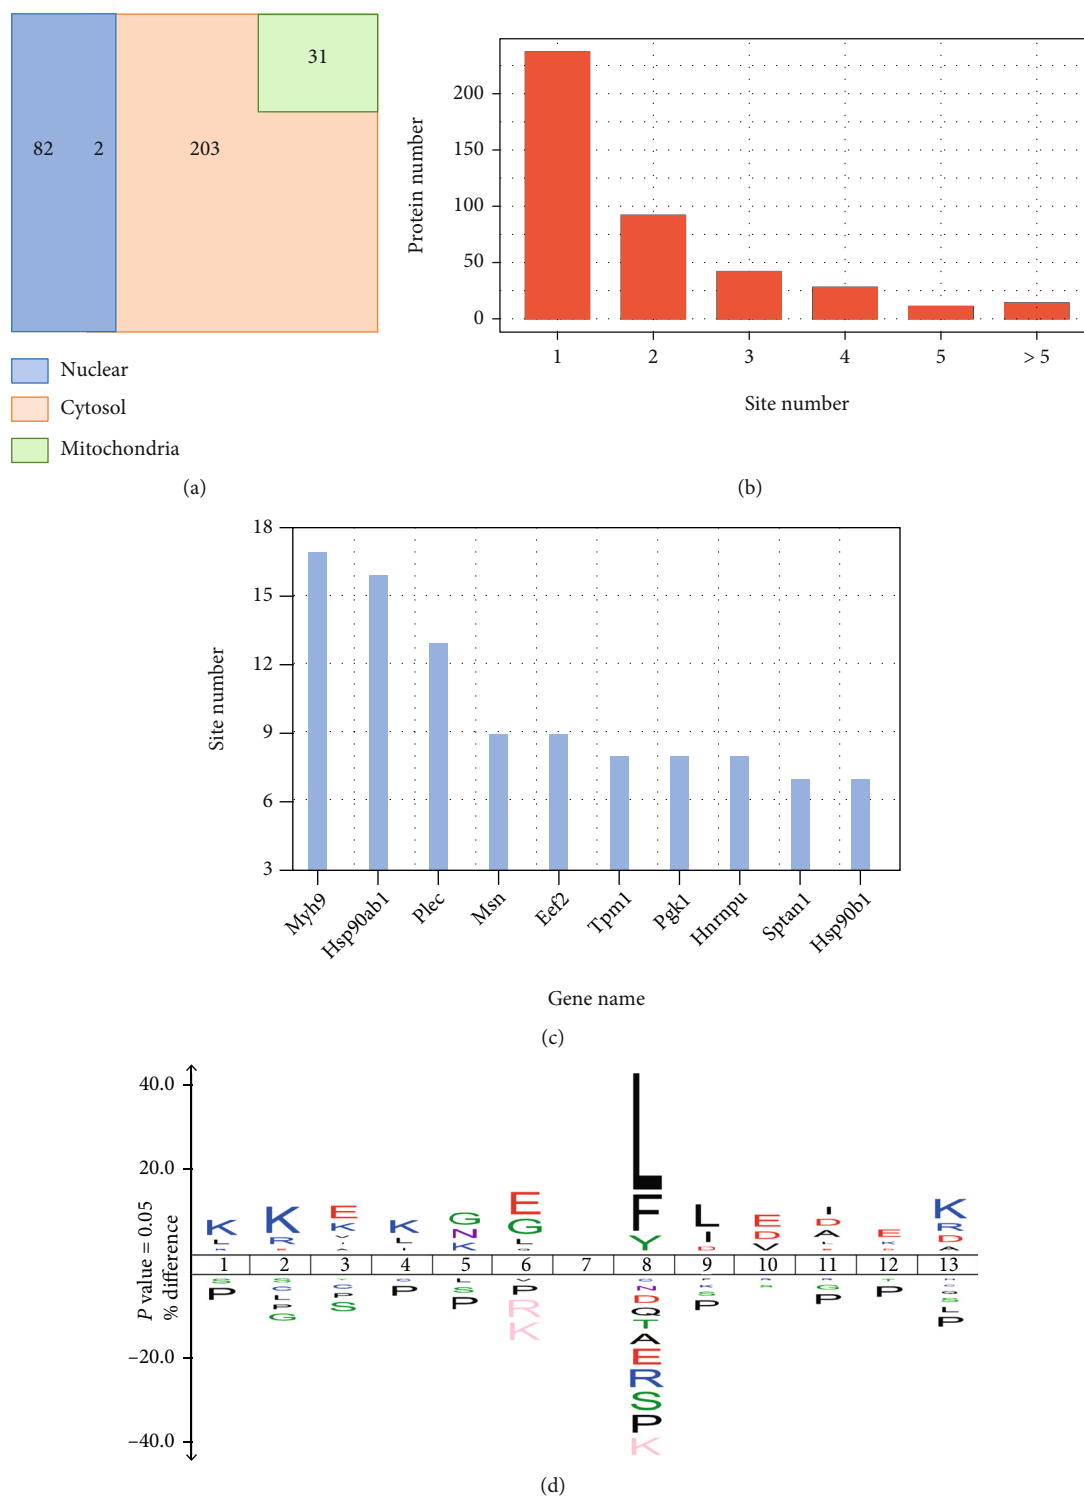 82 2 203 31
Nuclear
Cytosol
Mitochondria
(a)
Protein number
200
150
100
50
0
1 2 3 4 5 > 5
Site number
(b)
Site number
18
15
12
9
6
3
Myh9 Hsp90ab1 Plec Msn Eef2 Tpm1 Pgk1 Hnrnpu Sptan1 Hsp90b1
Gene name
(c)
P value = 0.05
% difference
40.0
20.0
–20.0
–40.0
K K E K G E L L E I E K
R K N G F I D D R
K Y V A D
1 2 3 4 5 6 7 8 9 10 11 12 13
S S P L P D S G P
P P P S S R Q P P L
G P K T P
A
E
R
S
P
K
(d)